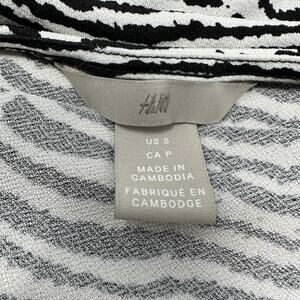 H&M
US S
CA P
MADE IN
CAMBODIA
FABRIQUÉ EN
CAMBODGE